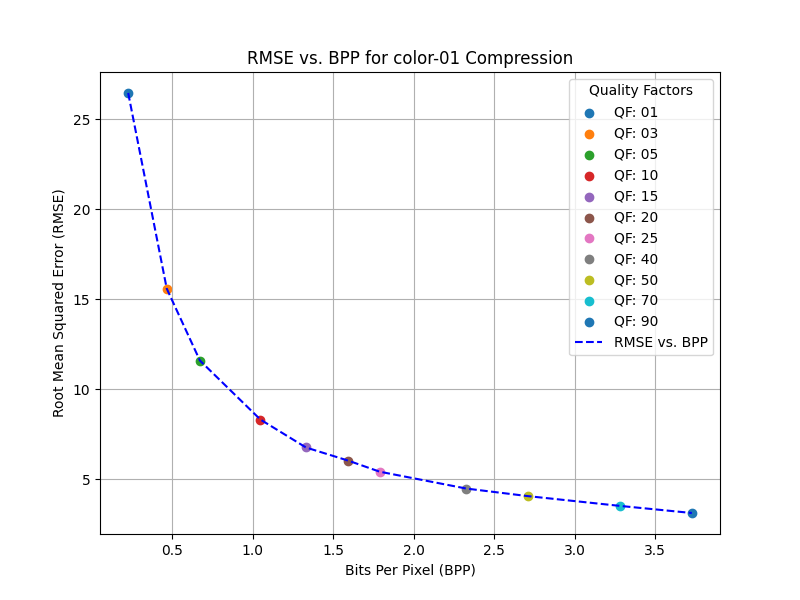 RMSE vs. BPP for color-01 Compression
Root Mean Squared Error (RMSE)
25
20
15
10
5
Quality Factors
QF: 01
QF: 03
QF: 05
QF: 10
QF: 15
QF: 20
QF: 25
QF: 40
QF: 50
QF: 70
QF: 90
RMSE vs. BPP
0.5 1.0 1.5 2.0 2.5 3.0 3.5
Bits Per Pixel (BPP)